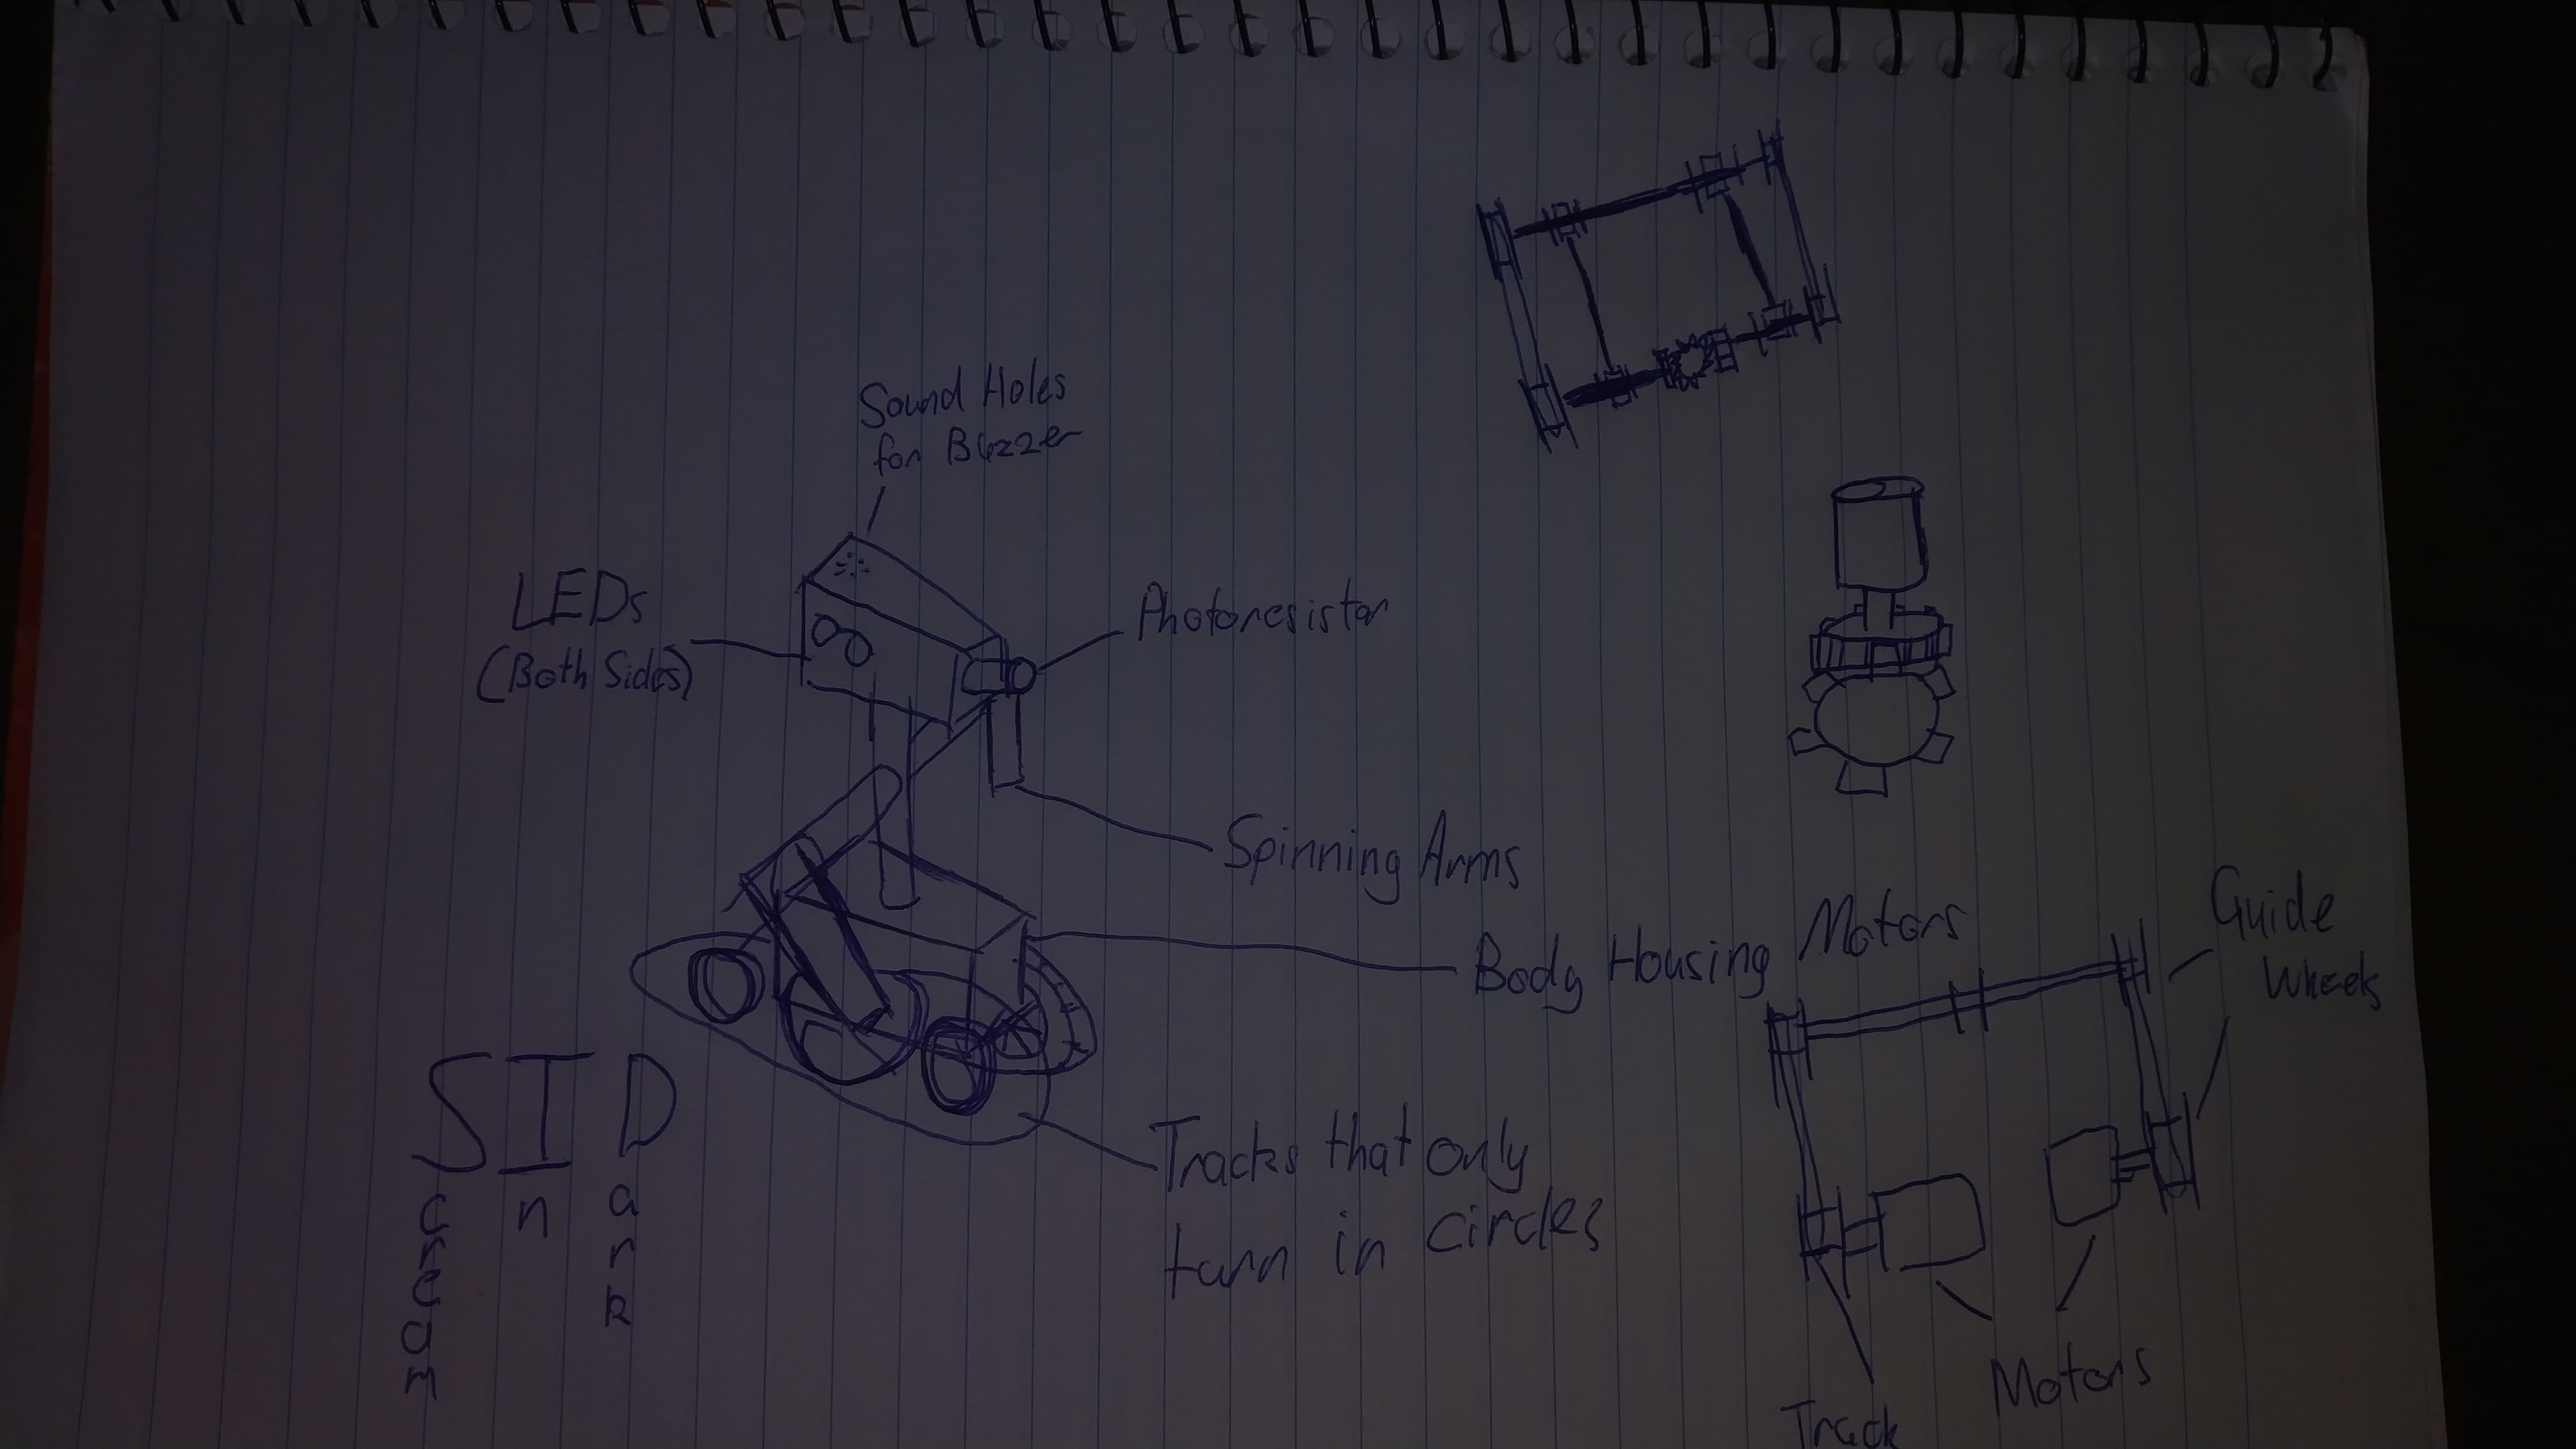 Sound Holes
for Buzzer
LEDs
(Both Sides)
Photoresistor
Spinning Arms
Body Housing Motors
Guide
Wheels
Tracks that only
turn in circles
Motors
Track
SID
cream
n
ark